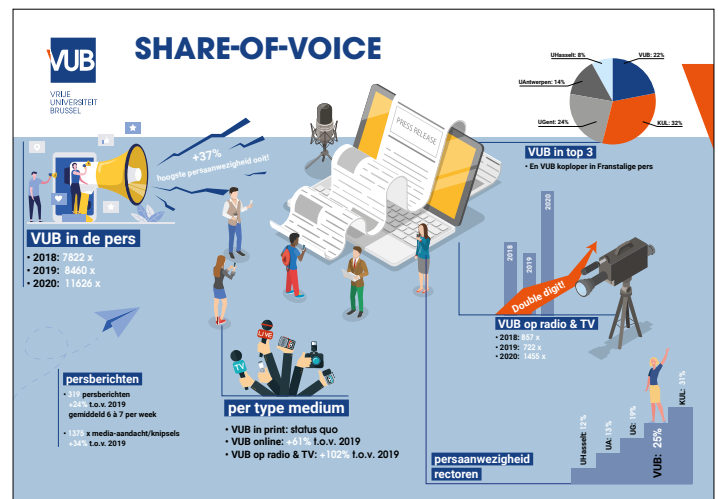 VUB
VRIJE
UNIVERSITEIT
BRUSSEL
SHARE-OF-VOICE
UHasselt: 8%
VUB: 22%
UAntwerpen: 14%
UGent: 24%
KUL: 32%
VUB in top 3
• En VUB koploper in Franstalige pers
PRESS RELEASE
+37%
hoogste persaanwezigheid ooit!
VUB in de pers
• 2018: 7822 x
• 2019: 8460 x
• 2020: 11626 x
2018
2019
2020
Double digit!
VUB op radio & TV
• 2018: 857 x
• 2019: 722 x
• 2020: 1455 x
persberichten
• 319 persberichten
+24% t.o.v. 2019
gemiddeld 6 à 7 per week
• 1375 x media-aandacht/knipsels
+34% t.o.v. 2019
TV
LIVE
per type medium
• VUB in print: status quo
• VUB online: +61% t.o.v. 2019
• VUB op radio & TV: +102% t.o.v. 2019
persaanwezigheid
rectoren
UHasselt: 12%
UA: 13%
UG: 19%
VUB: 25%
KUL: 31%